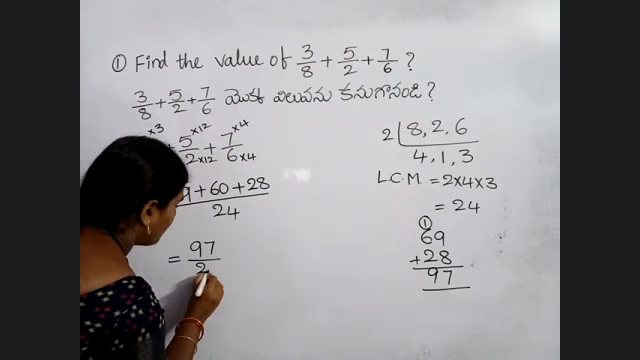 ① Find the value of 3/8 + 5/2 + 7/6 ?
3/8 + 5/2 + 7/6 యొక్క విలువను కనుగొనండి ?
×3 + 5×12/2×12 + 7×4/6×4
9 + 60 + 28 / 24
= 97/2
2 | 8, 2, 6
4, 1, 3
L.C.M = 2×4×3
= 24
①
69
+28
97